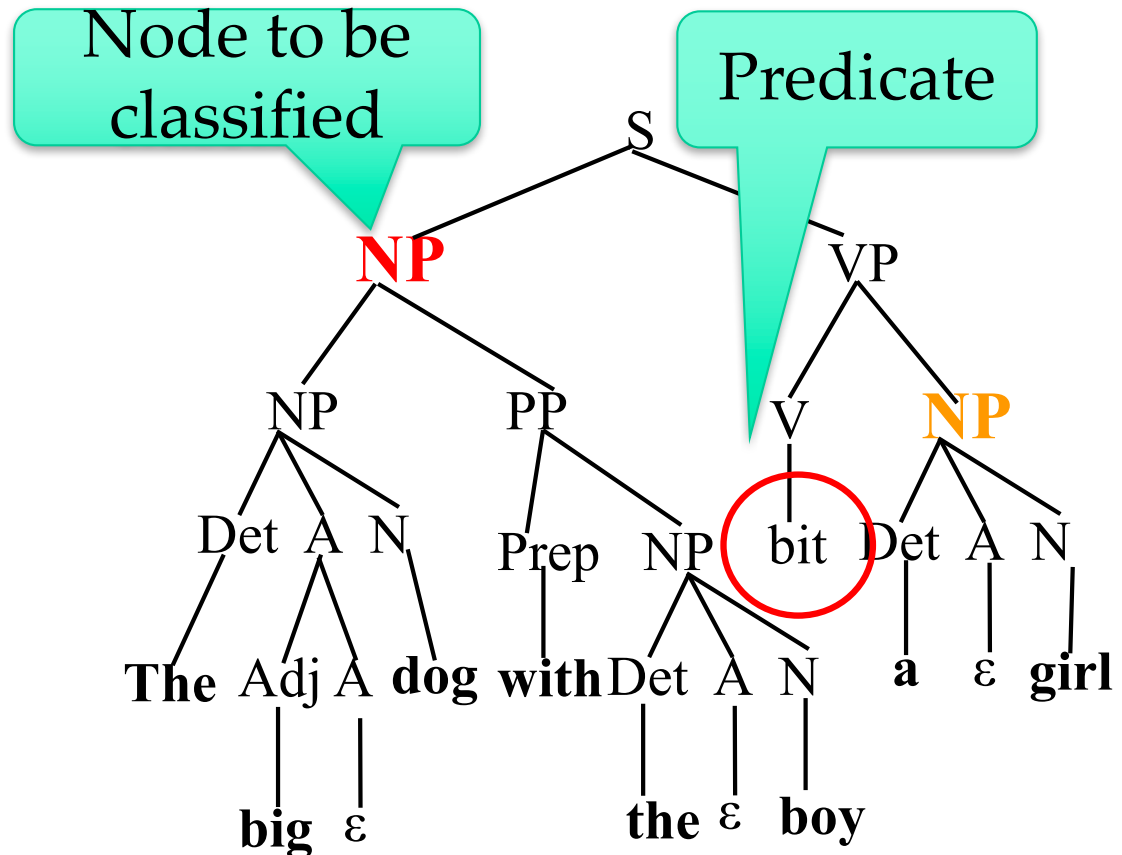 Node to be
classified
Predicate
S
NP VP
NP PP V NP
Det A N Prep NP bit Det A N
The Adj A dog with Det A N a ε girl
big ε the ε boy